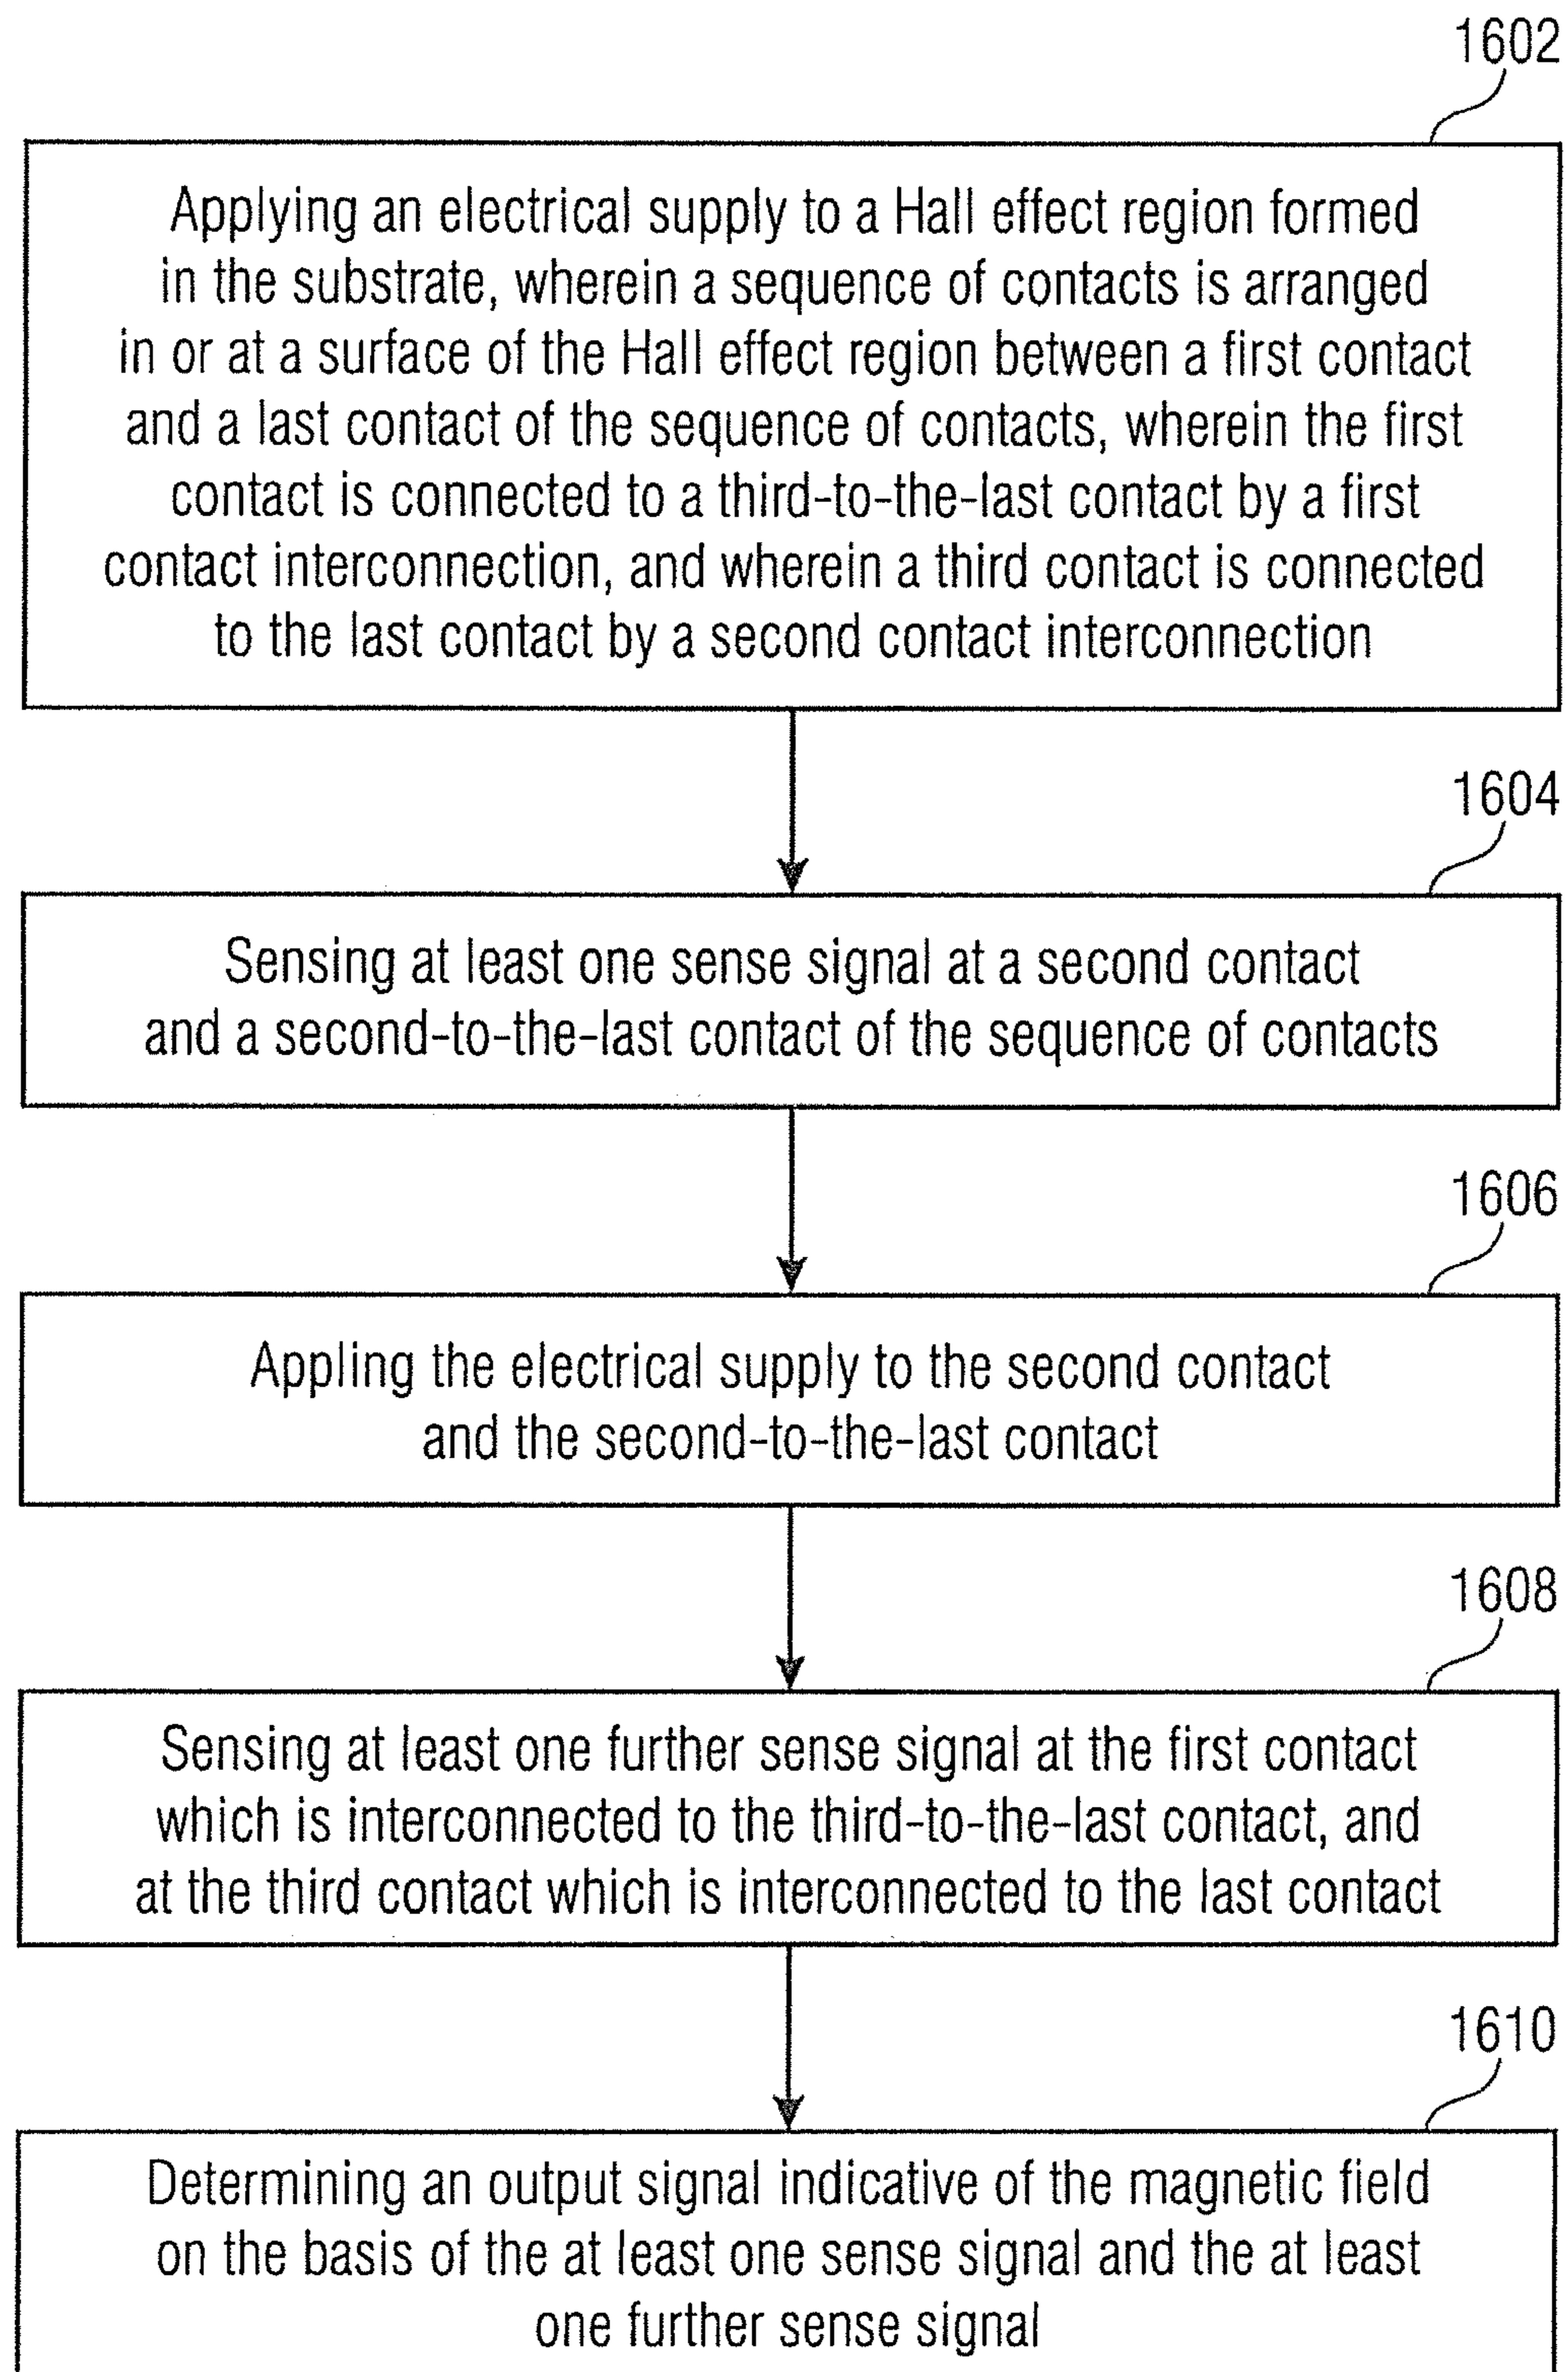 1602
Applying an electrical supply to a Hall effect region formed
in the substrate, wherein a sequence of contacts is arranged
in or at a surface of the Hall effect region between a first contact
and a last contact of the sequence of contacts, wherein the first
contact is connected to a third-to-the-last contact by a first
contact interconnection, and wherein a third contact is connected
to the last contact by a second contact interconnection
1604
Sensing at least one sense signal at a second contact
and a second-to-the-last contact of the sequence of contacts
1606
Appling the electrical supply to the second contact
and the second-to-the-last contact
1608
Sensing at least one further sense signal at the first contact
which is interconnected to the third-to-the-last contact, and
at the third contact which is interconnected to the last contact
1610
Determining an output signal indicative of the magnetic field
on the basis of the at least one sense signal and the at least
one further sense signal